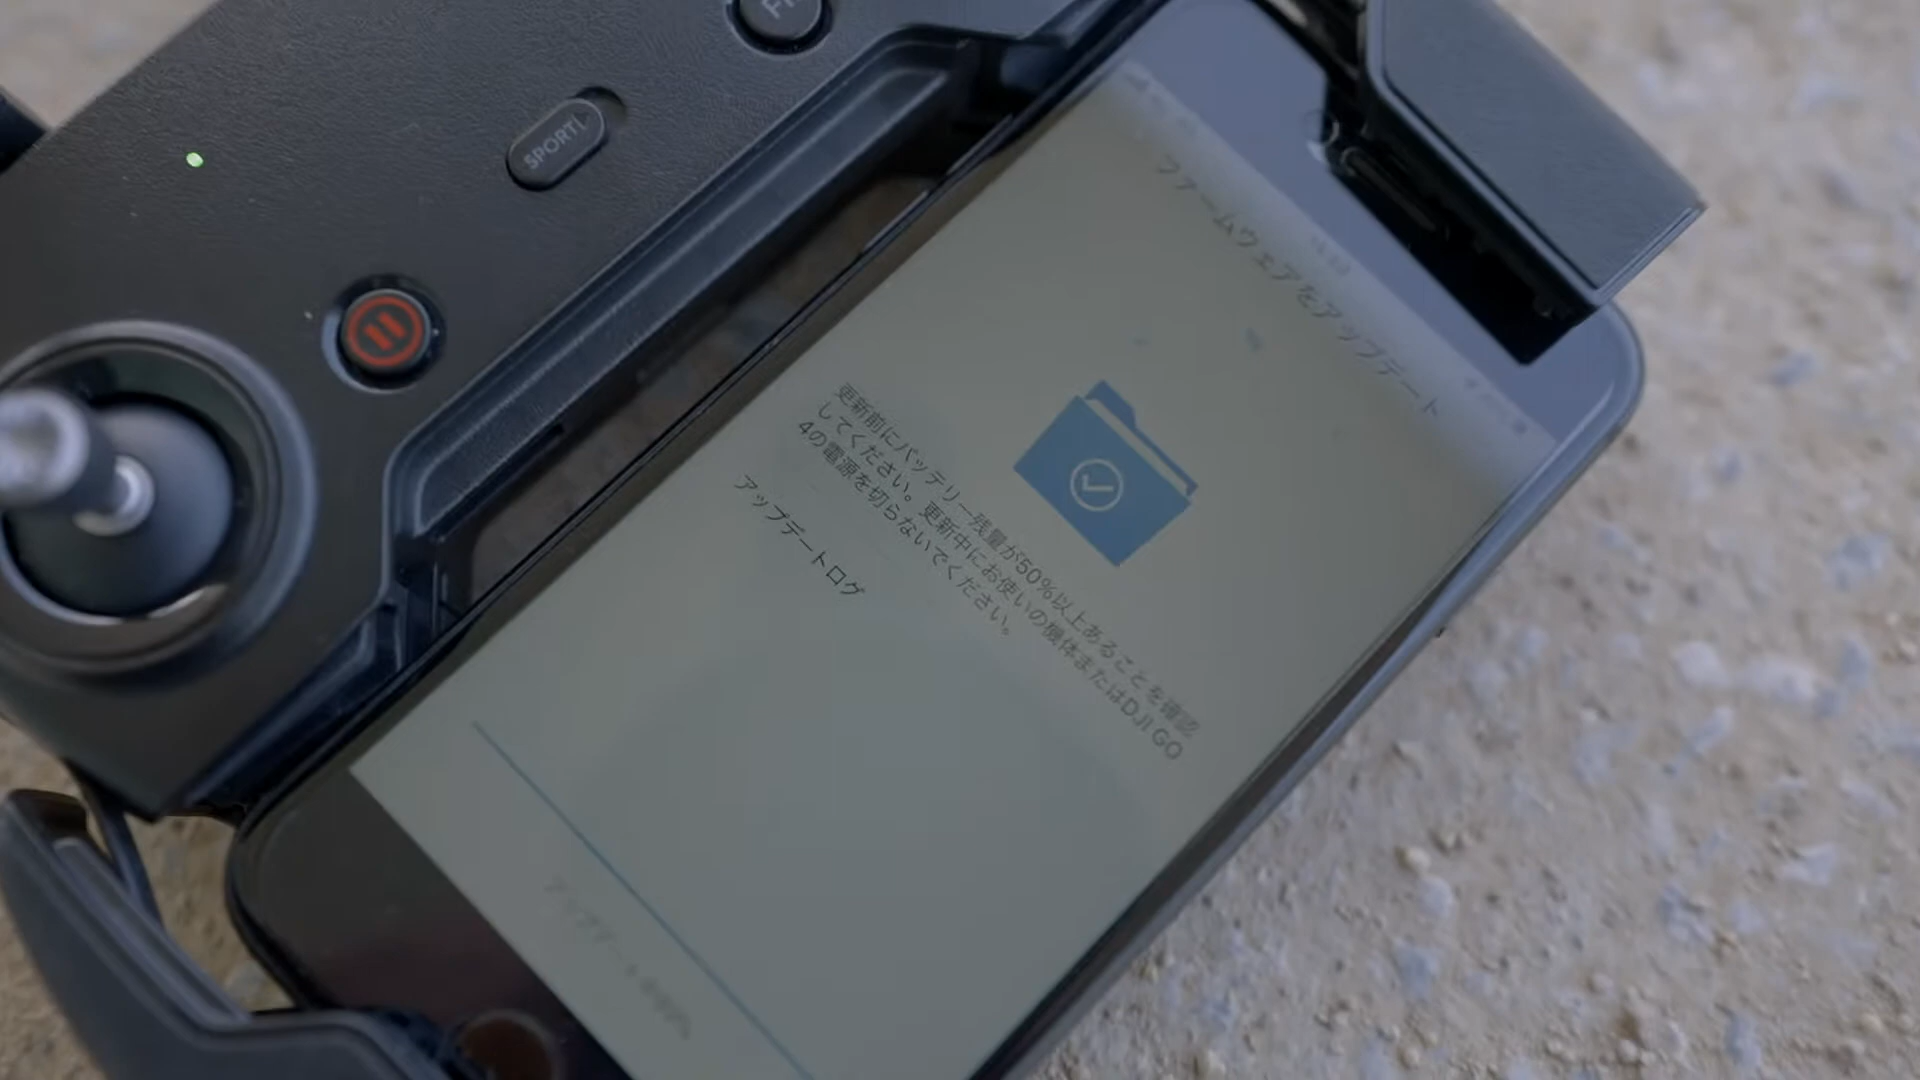 SPORT
ファームウェアをアップデート
更新前にバッテリー残量が50%以上あることを確認
してください。更新中にお使いの機体またはDJI GO
4の電源を切らないでください。
アップデートログ